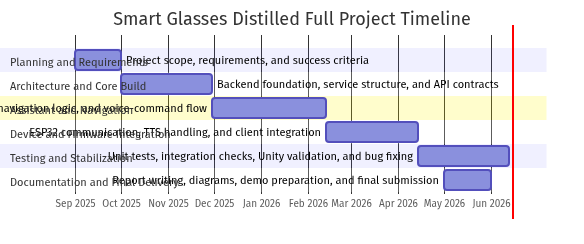 Smart Glasses Distilled Full Project Timeline
Planning and Requirements
Project scope, requirements, and success criteria
Architecture and Core Build
Backend foundation, service structure, and API contracts
Assistant and Navigation
navigation logic, and voice-command flow
Device and Firmware Integration
ESP32 communication, TTS handling, and client integration
Testing and Stabilization
Unit tests, integration checks, Unity validation, and bug fixing
Documentation and Final Delivery
Report writing, diagrams, demo preparation, and final submission
Sep 2025 Oct 2025 Nov 2025 Dec 2025 Jan 2026 Feb 2026 Mar 2026 Apr 2026 May 2026 Jun 2026